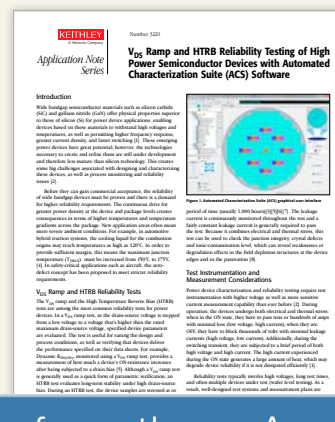 KEITHLEY
A Tektronix Company
Number 3220
Application Note
Series
VDS Ramp and HTRB Reliability Testing of High
Power Semiconductor Devices with Automated
Characterization Suite (ACS) Software
Introduction
Wide bandgap semiconductor materials such as silicon carbide
(SiC) and gallium nitride (GaN) offer physical properties superior
to those of silicon (Si) for power device applications, enabling
devices based on these materials to withstand high voltages and
temperatures, as well as permitting higher frequency response,
greater current density, and faster switching [1]. These emerging
power devices have great potential; however, the technologies
necessary to create and refine them are still under development
and therefore less mature than silicon technology. This creates
some big challenges associated with designing and characterizing
these devices, as well as process monitoring and reliability
issues [2].
Before they can gain commercial acceptance, the reliability
of wide bandgap devices must be proven and there is a demand
for higher reliability requirements. The continuous drive for
greater power density at the device and package levels creates
consequences in terms of higher temperatures and temperature
gradients across the package. New application areas often mean
more severe ambient conditions. For example, in automotive
hybrid traction systems, the cooling liquid for the combustion
engine may reach temperatures as high as 120°C. In order to
provide sufficient margin, this means the maximum junction
temperature (TJMAX) must be increased from 150°C to 175°C
[3]. In safety-critical applications such as aircraft, the zero-
defect concept has been proposed to meet stricter reliability
requirements.
VDS Ramp and HTRB Reliability Tests
The VDS ramp and the High Temperature Reverse Bias (HTRB)
tests are among the most common reliability tests for power
devices. In a VDS ramp test, as the drain-source voltage is stepped
from a low voltage to a voltage that's higher than the rated
maximum drain-source voltage, specified device parameters
are evaluated. This test is useful for tuning the design and
process conditions, as well as verifying that devices deliver
the performance specified on their data sheets. For example,
Dynamic RDS(ON), monitored using a VDS ramp test, provides a
measurement of how much a device's ON-resistance increases
after being subjected to a drain bias [5]. Although a VDS ramp test
is generally used as a quick form of parametric verification, an
HTRB test evaluates long-term stability under high drain-source
bias. During an HTRB test, the device samples are stressed at or
Figure 1. Automated Characterization Suite (ACS) graphical user interface
period of time (usually 1,000 hours)[3][5][6][7]. The leakage
current is continuously monitored throughout the test and a
fairly constant leakage current is generally required to pass
the test. Because it combines electrical and thermal stress, this
test can be used to check the junction integrity, crystal defects
and ionic-contamination level, which can reveal weaknesses or
degradation effects in the field depletion structures at the device
edges and in the passivation [8].
Test Instrumentation and
Measurement Considerations
Power device characterization and reliability testing require test
instrumentation with higher voltage as well as more sensitive
current measurement capability than ever before [2]. During
operation, the devices undergo both electrical and thermal stress:
when in the ON state, they have to pass tens or hundreds of amps
with minimal loss (low voltage, high current); when they are
OFF, they have to block thousands of volts with minimal leakage
currents (high voltage, low current). Additionally, during the
switching transient, they are subjected to a brief period of both
high voltage and high current. The high current experienced
during the ON state generates a large amount of heat, which may
degrade device reliability if it is not dissipated efficiently [4].
Reliability tests typically involve high voltages, long test times,
and often multiple devices under test (wafer level testing). As a
result, well-designed test systems and measurement plans are